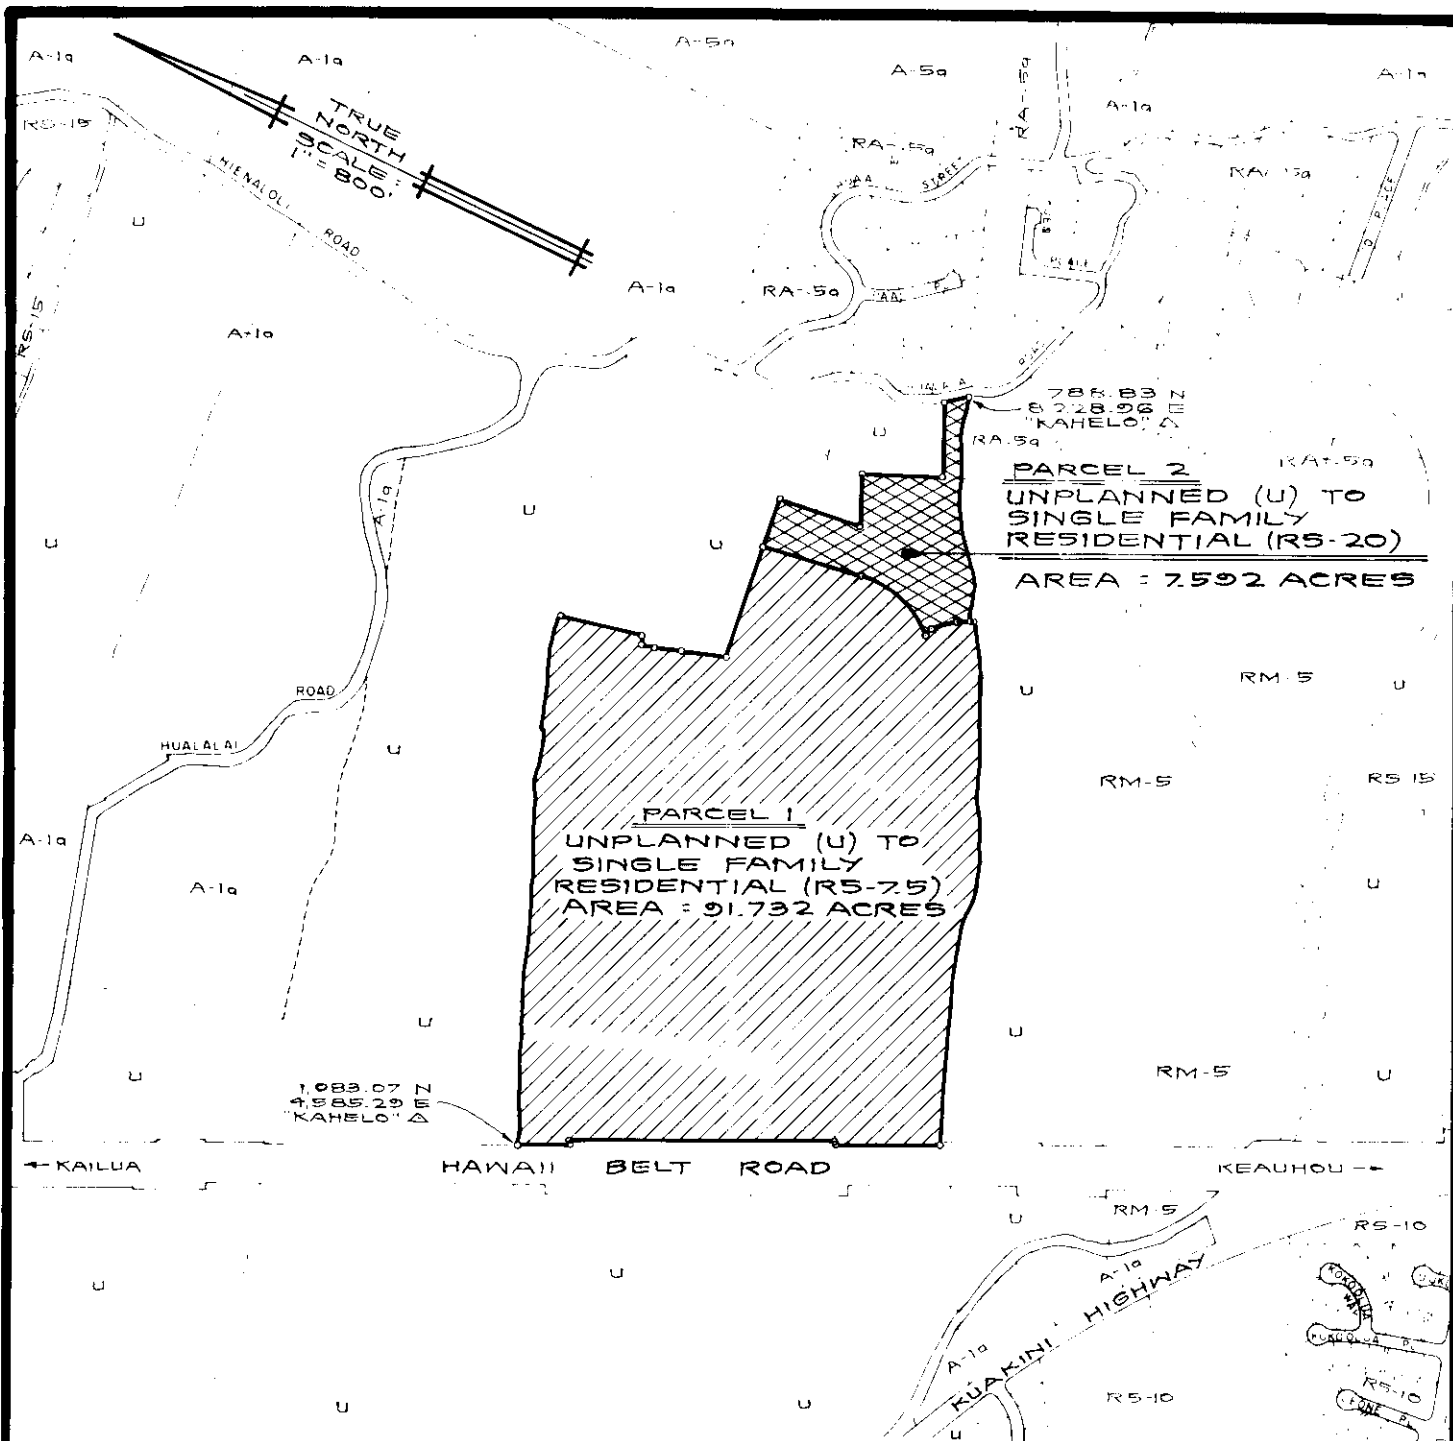 A-1a
A-1a
A-5a
A-5a
RA-.5a
A-1a
A-1a
RS-15
TRUE
NORTH
SCALE:
1" = 800'
HIENALOLI
ROAD
RA-.5a
STREET
PLACE
U
RS-15
A-1a
A-1a
RA-.5a
788.83 N
8,228.96 E
"KAHELO" △
U
RA-.5a
RA-.5a
PARCEL 2
UNPLANNED (U) TO
SINGLE FAMILY
RESIDENTIAL (RS-20)
AREA = 7.592 ACRES
A-1a
U
U
U
ROAD
HUALALAI
U
U
RM-5
U
RM-5
RS-15
PARCEL 1
UNPLANNED (U) TO
SINGLE FAMILY
RESIDENTIAL (RS-7.5)
AREA = 91.732 ACRES
A-1a
A-1a
U
U
U
U
RM-5
U
1,083.07 N
4,585.29 E
"KAHELO" △
← KAILUA
HAWAII BELT ROAD
KEAUHOU →
RM-5
U
RS-10
U
U
A-1a
KUAKINI HIGHWAY
A-1a
RS-10
RS-10
U
U
U